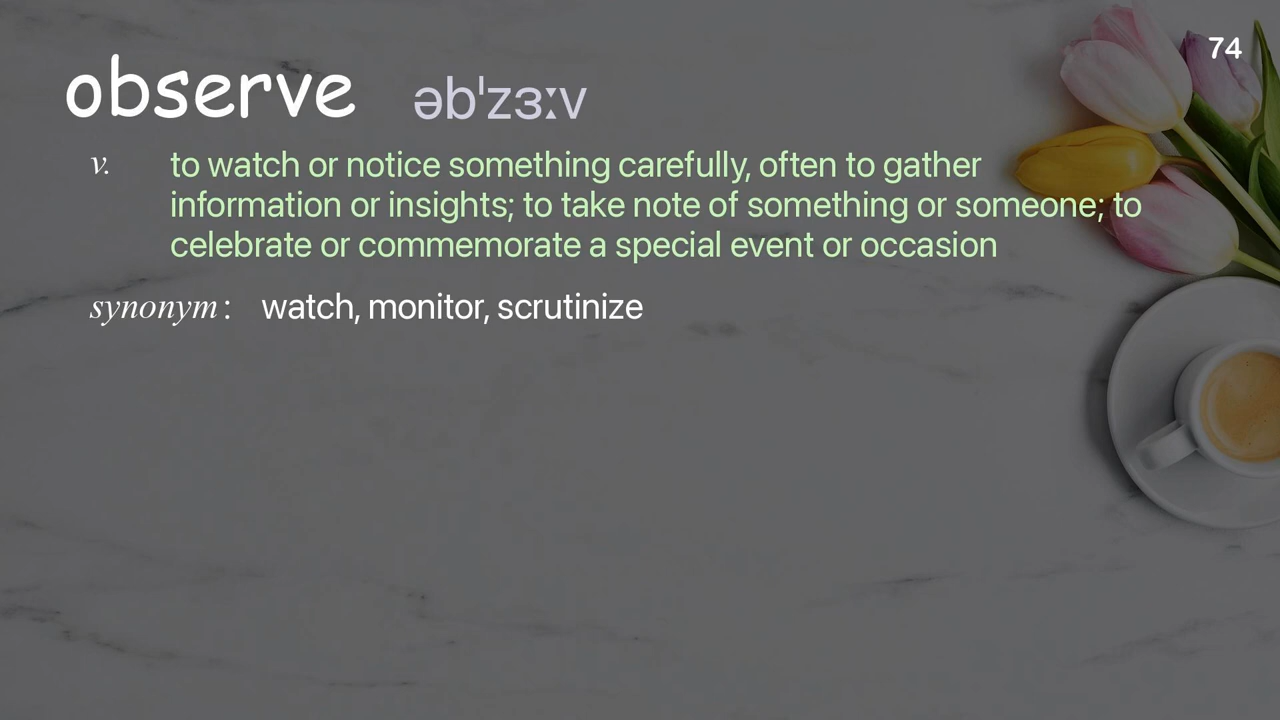 74
observe əbˈzɜːv
v. to watch or notice something carefully, often to gather
information or insights; to take note of something or someone; to
celebrate or commemorate a special event or occasion
synonym : watch, monitor, scrutinize